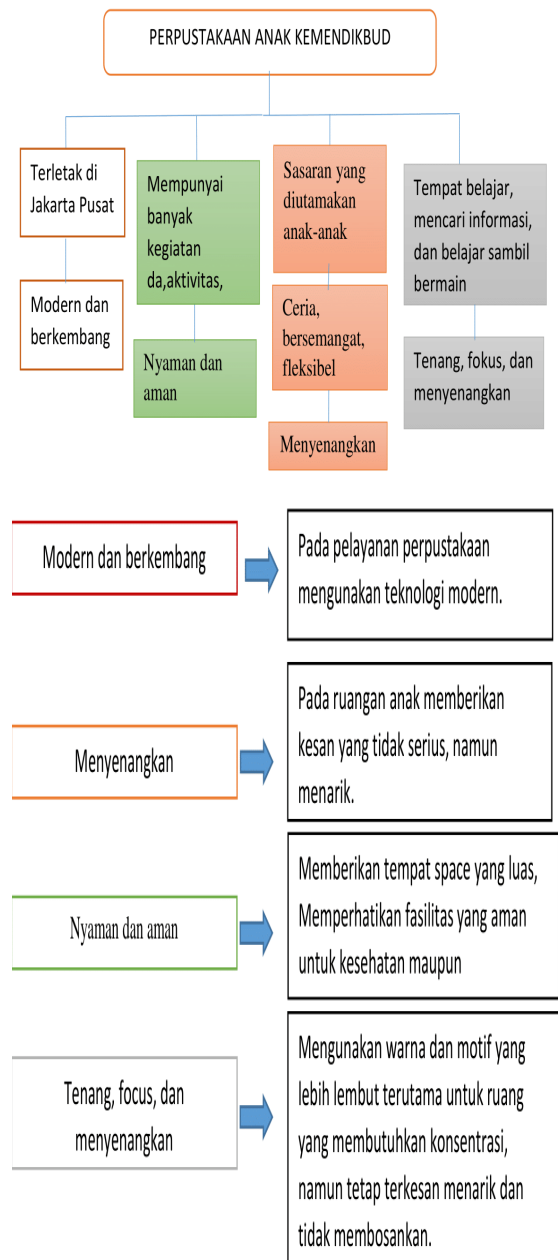 PERPUSTAKAAN ANAK KEMENDIKBUD
Terletak di
Jakarta Pusat
Modern dan
berkembang
Mempunyai
banyak
kegiatan
da,aktivitas,
Nyaman dan
aman
Sasaran yang
diutamakan
anak-anak
Ceria,
bersemangat,
fleksibel
Menyenangkan
Tempat belajar,
mencari informasi,
dan belajar sambil
bermain
Tenang, fokus, dan
menyenangkan
Modern dan berkembang
Pada pelayanan perpustakaan
mengunakan teknologi modern.
Menyenangkan
Pada ruangan anak memberikan
kesan yang tidak serius, namun
menarik.
Nyaman dan aman
Memberikan tempat space yang luas,
Memperhatikan fasilitas yang aman
untuk kesehatan maupun
Tenang, focus, dan
menyenangkan
Mengunakan warna dan motif yang
lebih lembut terutama untuk ruang
yang membutuhkan konsentrasi,
namun tetap terkesan menarik dan
tidak membosankan.